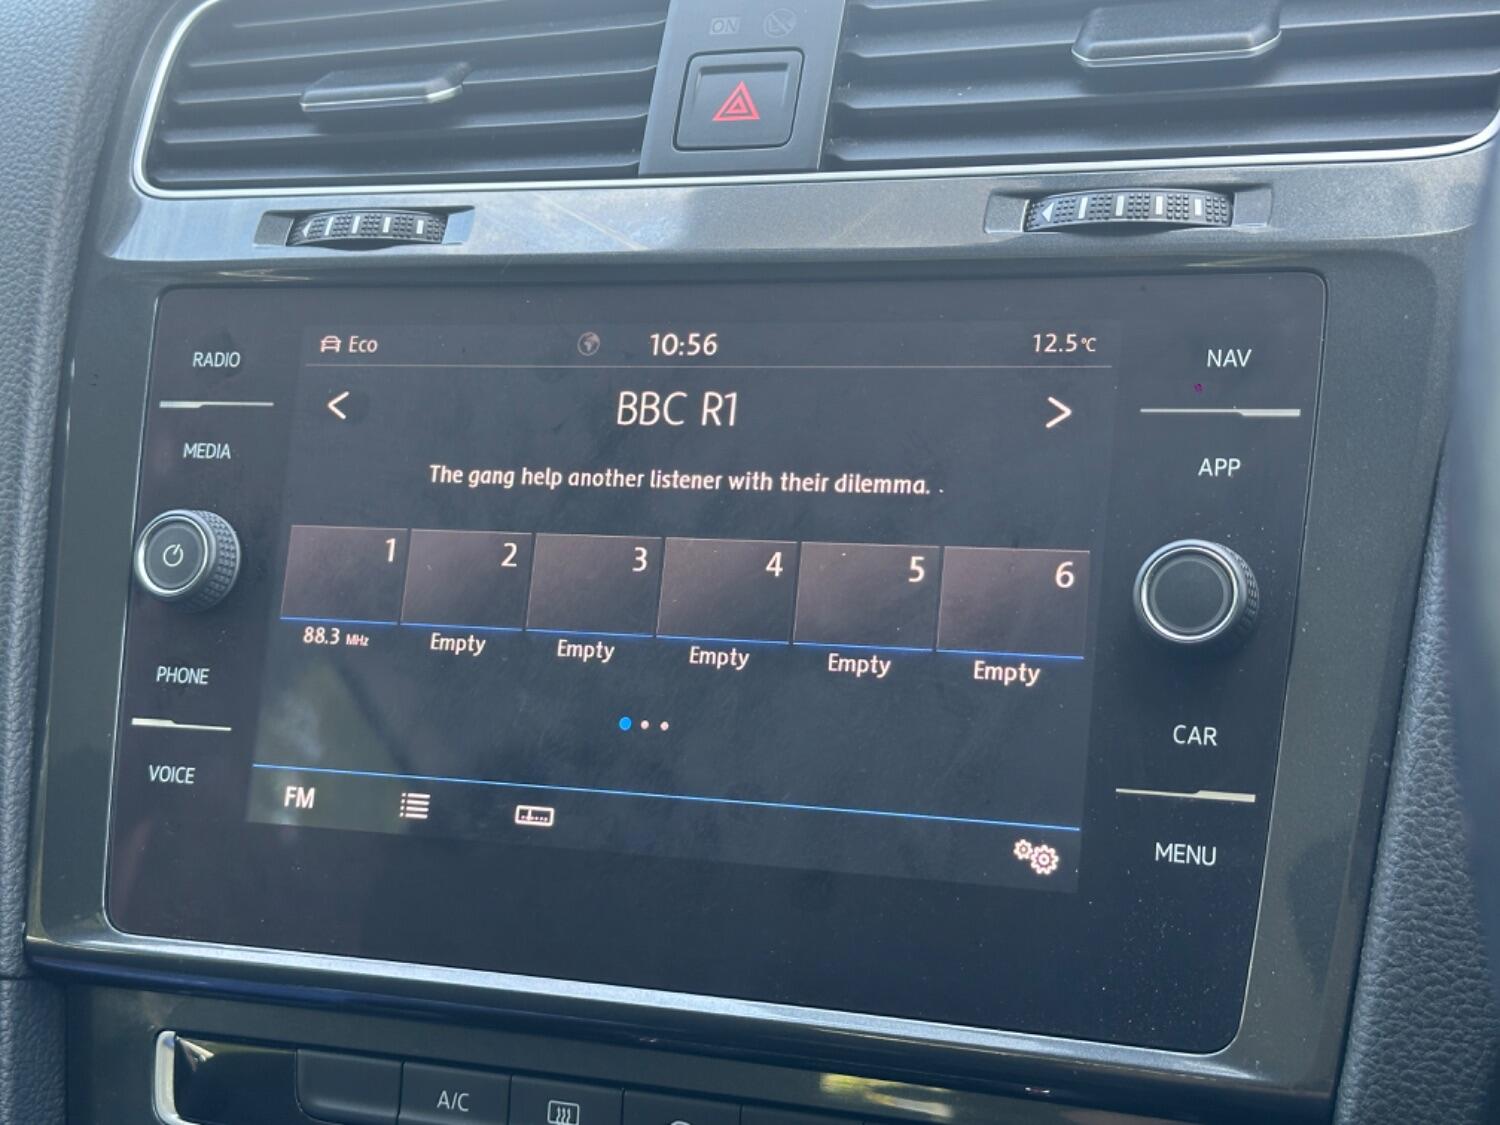 ON
RADIO
MEDIA
PHONE
VOICE
Eco
10:56
12.5°C
BBC R1
The gang help another listener with their dilemma. .
1 2 3 4 5 6
88.3 MHz Empty Empty Empty Empty Empty
FM
NAV
APP
CAR
MENU
A/C